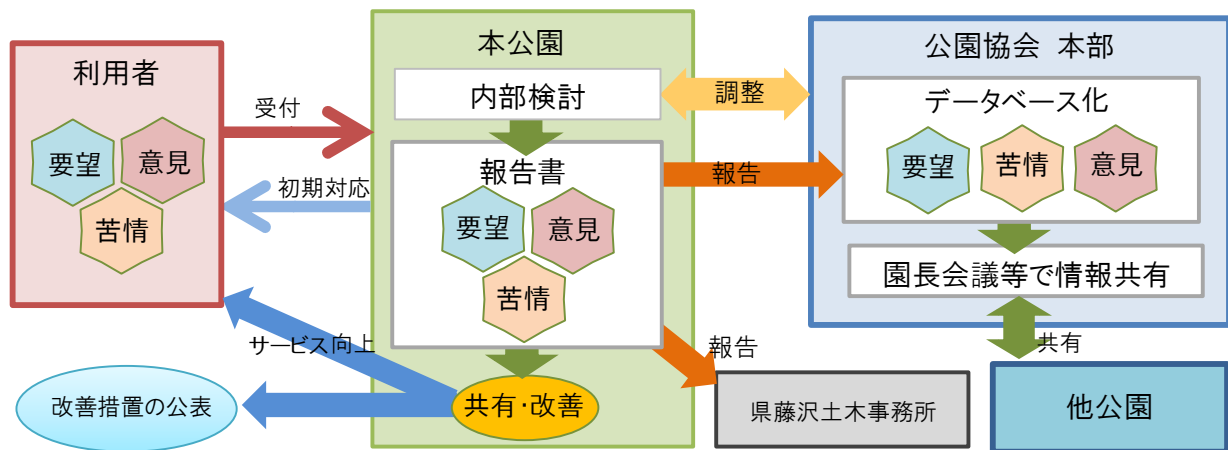 利用者
要望
意見
苦情
受付
初期対応
サービス向上
改善措置の公表
本公園
内部検討
報告書
要望
意見
苦情
共有・改善
調整
報告
報告
県藤沢土木事務所
公園協会 本部
データベース化
要望
苦情
意見
園長会議等で情報共有
共有
他公園